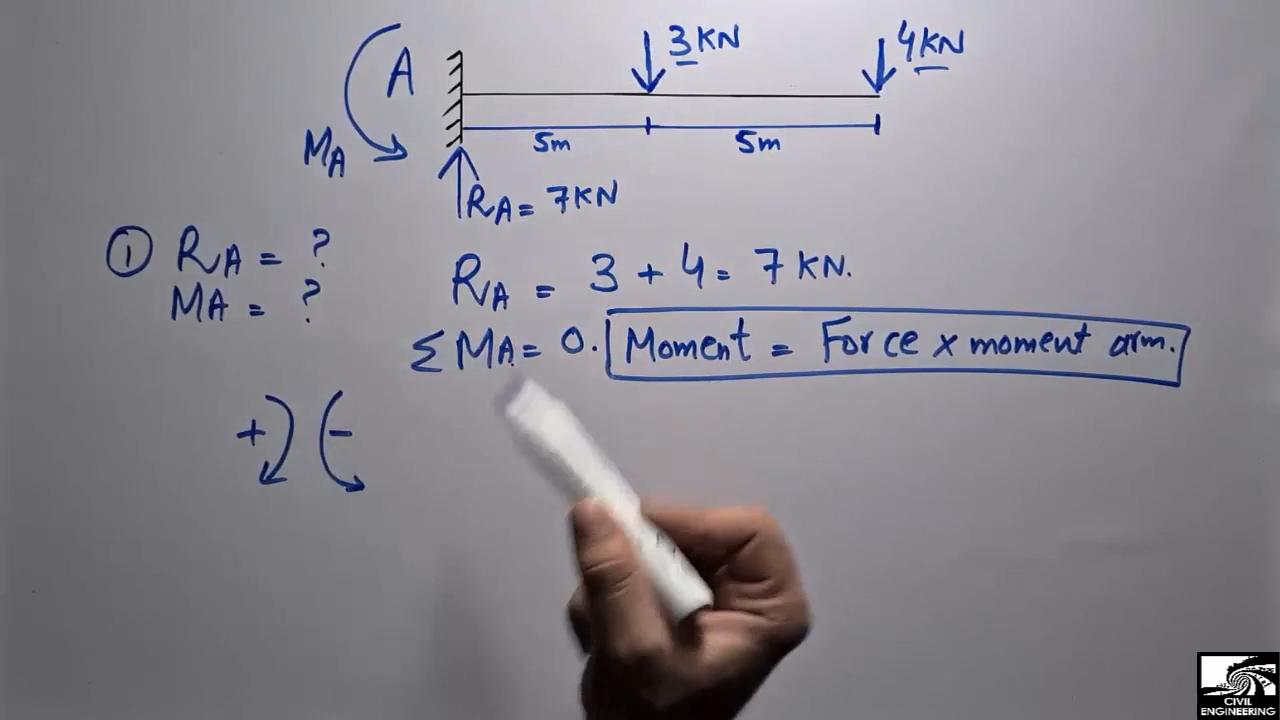 A
3KN
4KN
MA
5m
5m
RA = 7KN
① RA = ?
MA = ?
RA = 3 + 4 = 7 KN.
ΣMA = 0.
Moment = Force x moment arm.
+
-
CIVIL
ENGINEERING